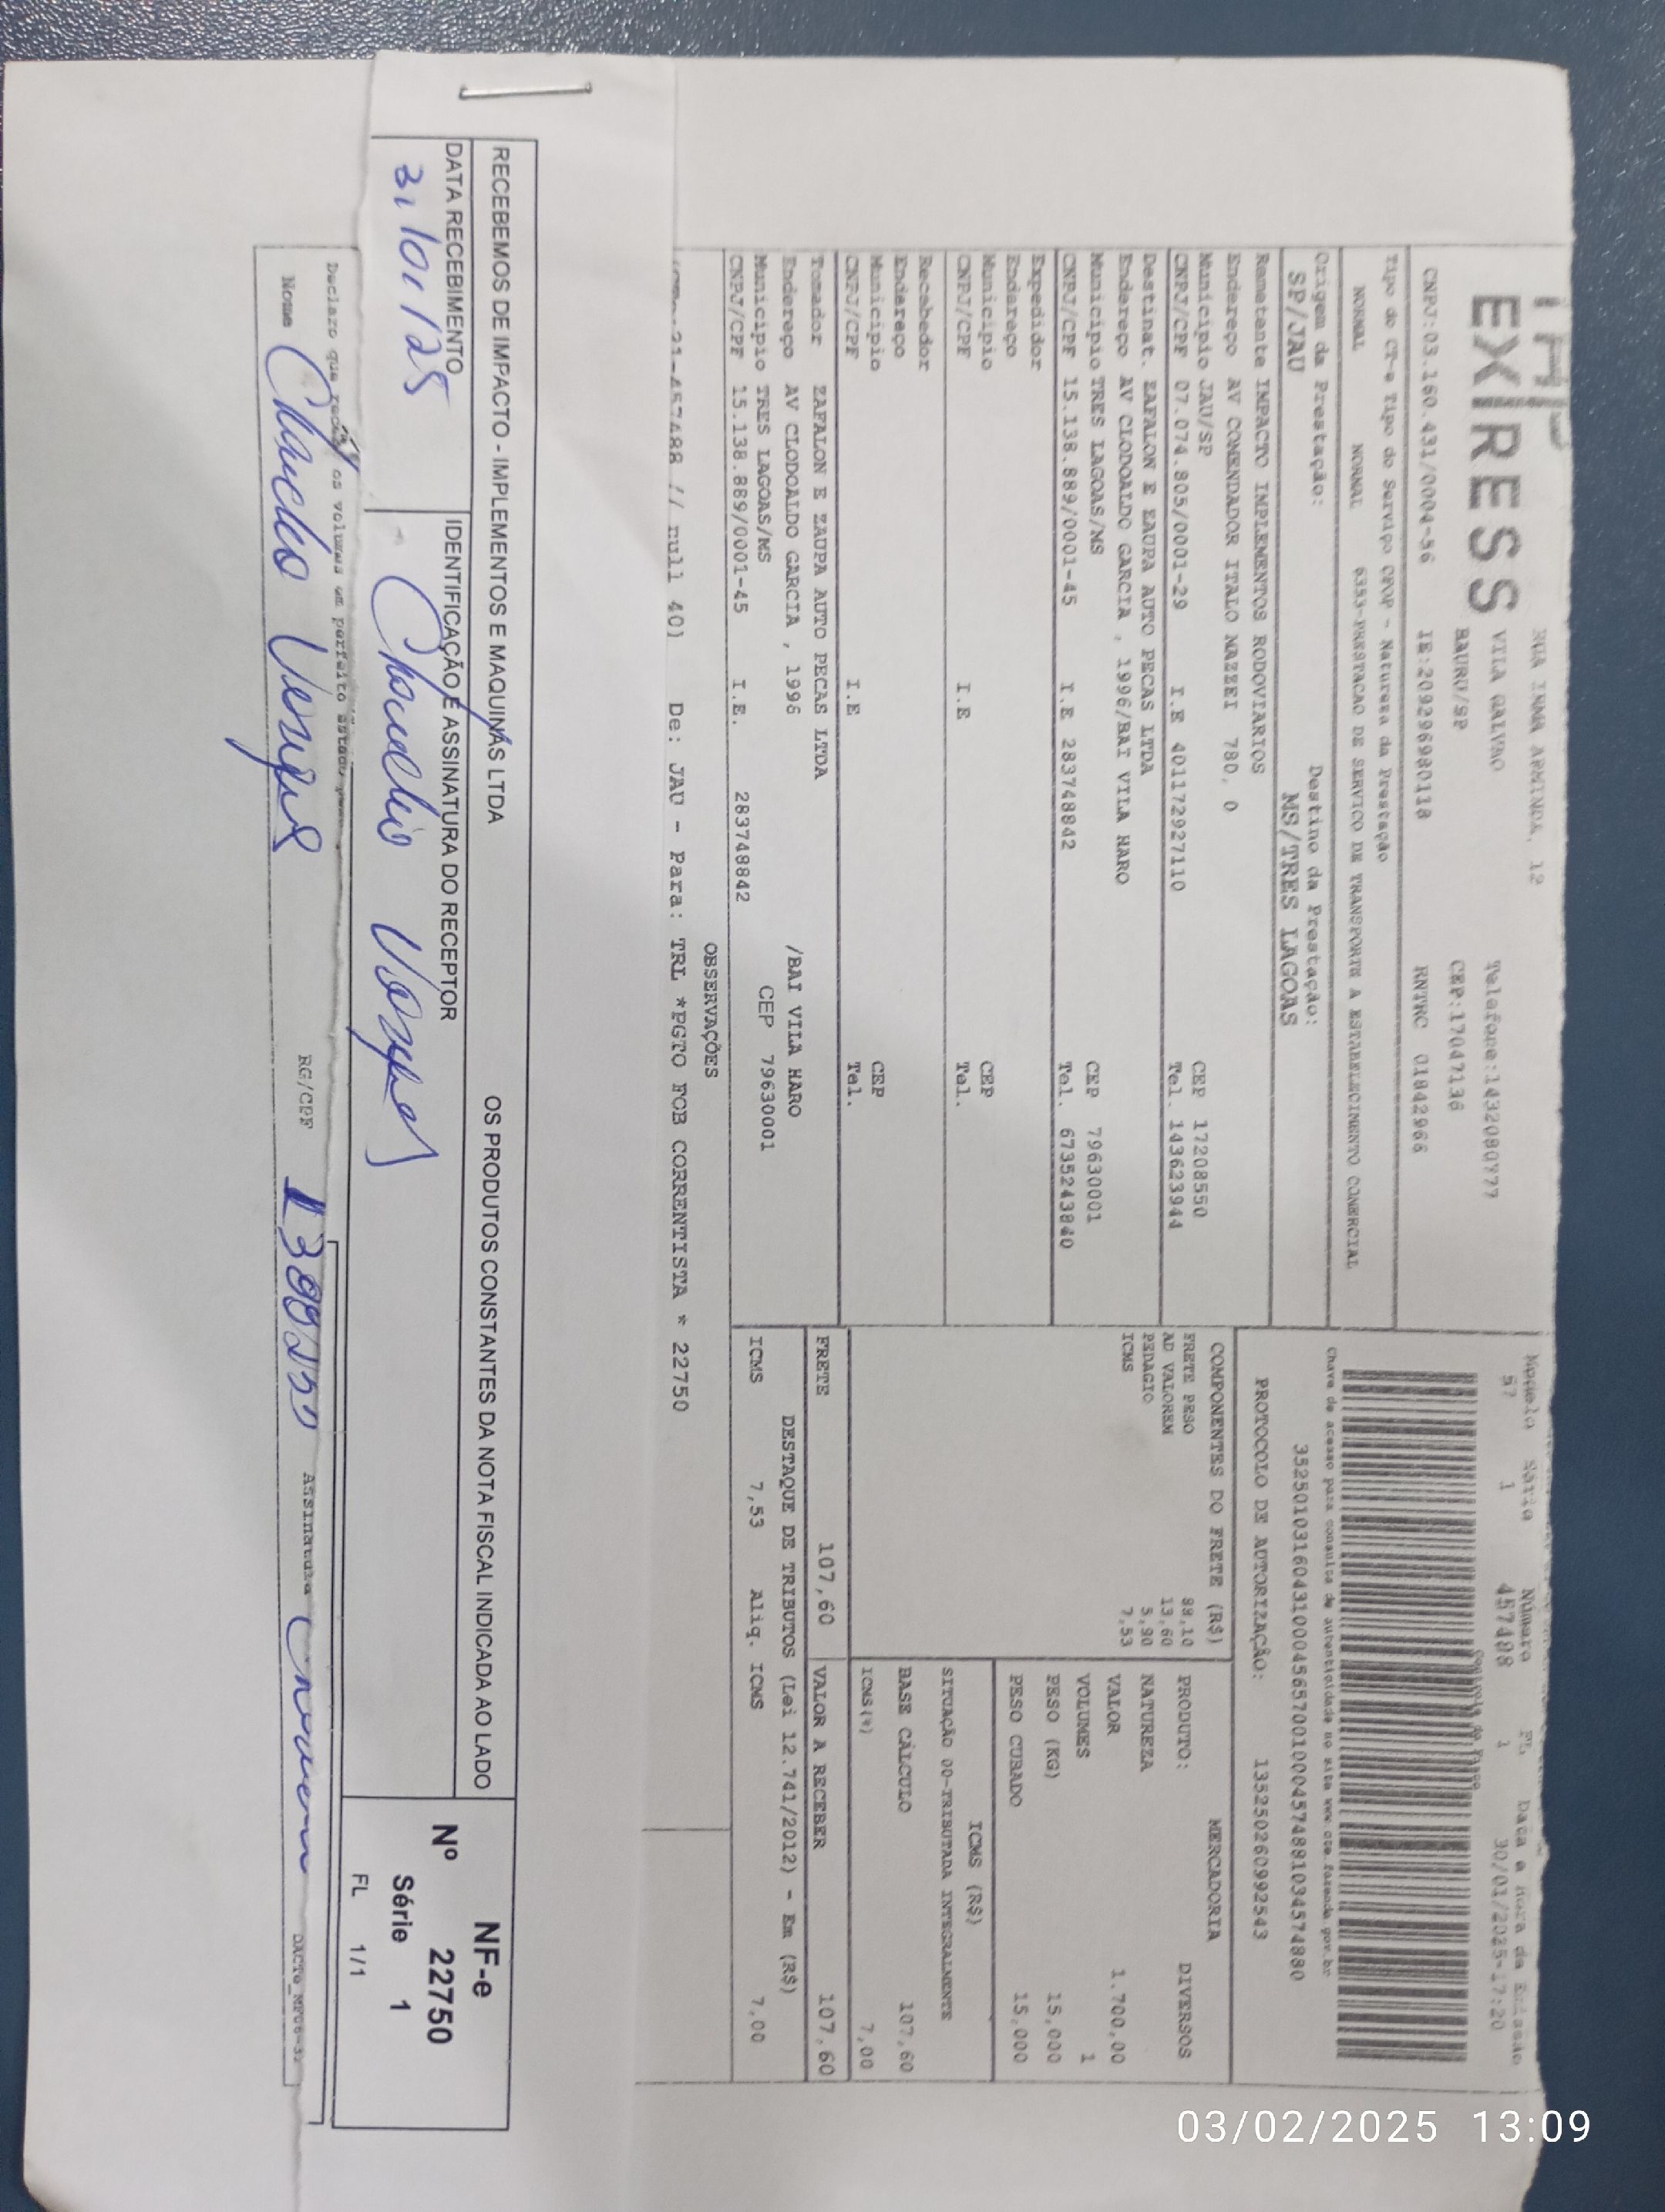 EXPRESS
RUA IRMA ARMINDA, 12
VILA GALVAO Telefone:1432080777
BAURU/SP CEP:17047136
CNPJ:03.160.431/0004-56 IE:209296980118 RNTRC 01842966
Modelo Série Número FL Data e Hora da Emissão
57 1 457488 1 30/01/2025-17:20
Controle do Fisco
Tipo do CT-e Tipo do Serviço CFOP - Natureza da Prestação
NORMAL NORMAL 6353-PRESTACAO DE SERVICO DE TRANSPORTE A ESTABELECIMENTO COMERCIAL
Chave de acesso para consulta de autenticidade no site www.cte.fazenda.gov.br
35250103160431000456570010004574881034574880
Origem da Prestação: Destino da Prestação:
SP/JAU MS/TRES LAGOAS
PROTOCOLO DE AUTORIZAÇÃO: 135250260992543
Remetente IMPACTO IMPLEMENTOS RODOVIARIOS
Endereço AV COMENDADOR ITALO MAZZEI 780, 0
Município JAU/SP CEP 17208550
CNPJ/CPF 07.074.805/0001-29 I.E 401172927110 Tel. 143623944
Destinat. ZAFALON E ZAUPA AUTO PECAS LTDA
Endereço AV CLODOALDO GARCIA , 1996/BAI VILA HARO
Município TRES LAGOAS/MS CEP 79630001
CNPJ/CPF 15.138.889/0001-45 I.E 283748842 Tel. 6735243840
Expedidor
Endereço
Município CEP
CNPJ/CPF I.E Tel.
Recebedor
Endereço
Município CEP
CNPJ/CPF I.E Tel.
Tomador ZAFALON E ZAUPA AUTO PECAS LTDA
Endereço AV CLODOALDO GARCIA , 1996 /BAI VILA HARO
Município TRES LAGOAS/MS CEP 79630001
CNPJ/CPF 15.138.889/0001-45 I.E. 283748842
COMPONENTES DO FRETE (R$)
FRETE PESO 88,10
AD VALOREM 13,60
PEDAGIO 5,90
ICMS 7,53
MERCADORIA
PRODUTO: DIVERSOS
NATUREZA
VALOR 1.700,00
VOLUMES 1
PESO (KG) 15,000
PESO CUBADO 15,000
ICMS (R$)
SITUAÇÃO 00-TRIBUTADA INTEGRALMENTE
BASE CÁLCULO 107,60
ICMS(%) 7,00
FRETE 107,60 VALOR A RECEBER 107,60
DESTAQUE DE TRIBUTOS (Lei 12.741/2012) - Em (R$)
ICMS 7,53 Aliq. ICMS 7,00
OBSERVAÇÕES
21-457488 // null 40) De: JAU - Para: TRL *PGTO FOB CORRENTISTA * 22750
RECEBEMOS DE IMPACTO - IMPLEMENTOS E MAQUINAS LTDA OS PRODUTOS CONSTANTES DA NOTA FISCAL INDICADA AO LADO
DATA RECEBIMENTO IDENTIFICAÇÃO E ASSINATURA DO RECEPTOR
31/01/25
NF-e
Nº 22750
Série 1
FL 1/1
Declaro que recebi os volumes em perfeito estado
Nome RG/CPF Assinatura
03/02/2025 13:09